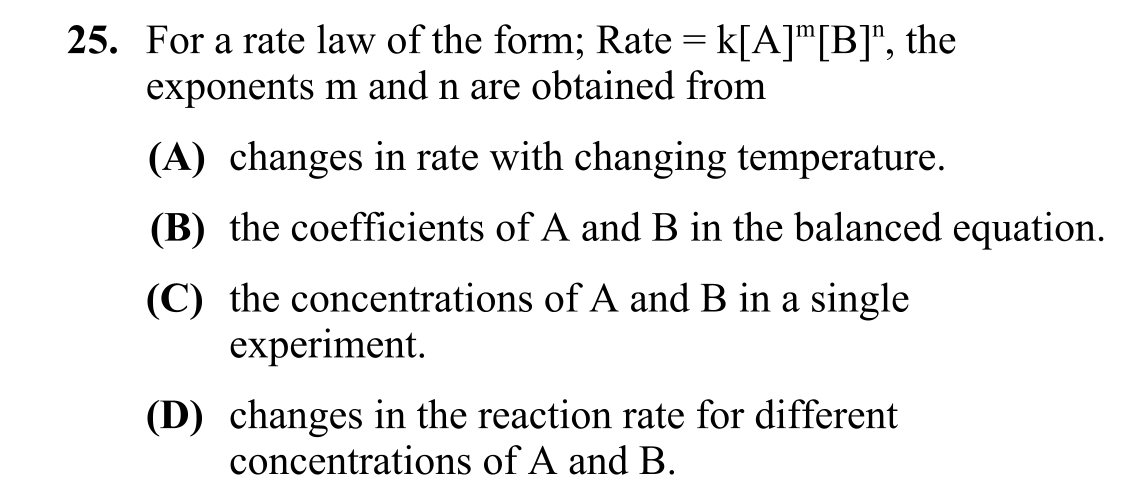 25. For a rate law of the form; Rate = k[A]ᵐ[B]ⁿ, the
exponents m and n are obtained from
(A) changes in rate with changing temperature.
(B) the coefficients of A and B in the balanced equation.
(C) the concentrations of A and B in a single
experiment.
(D) changes in the reaction rate for different
concentrations of A and B.